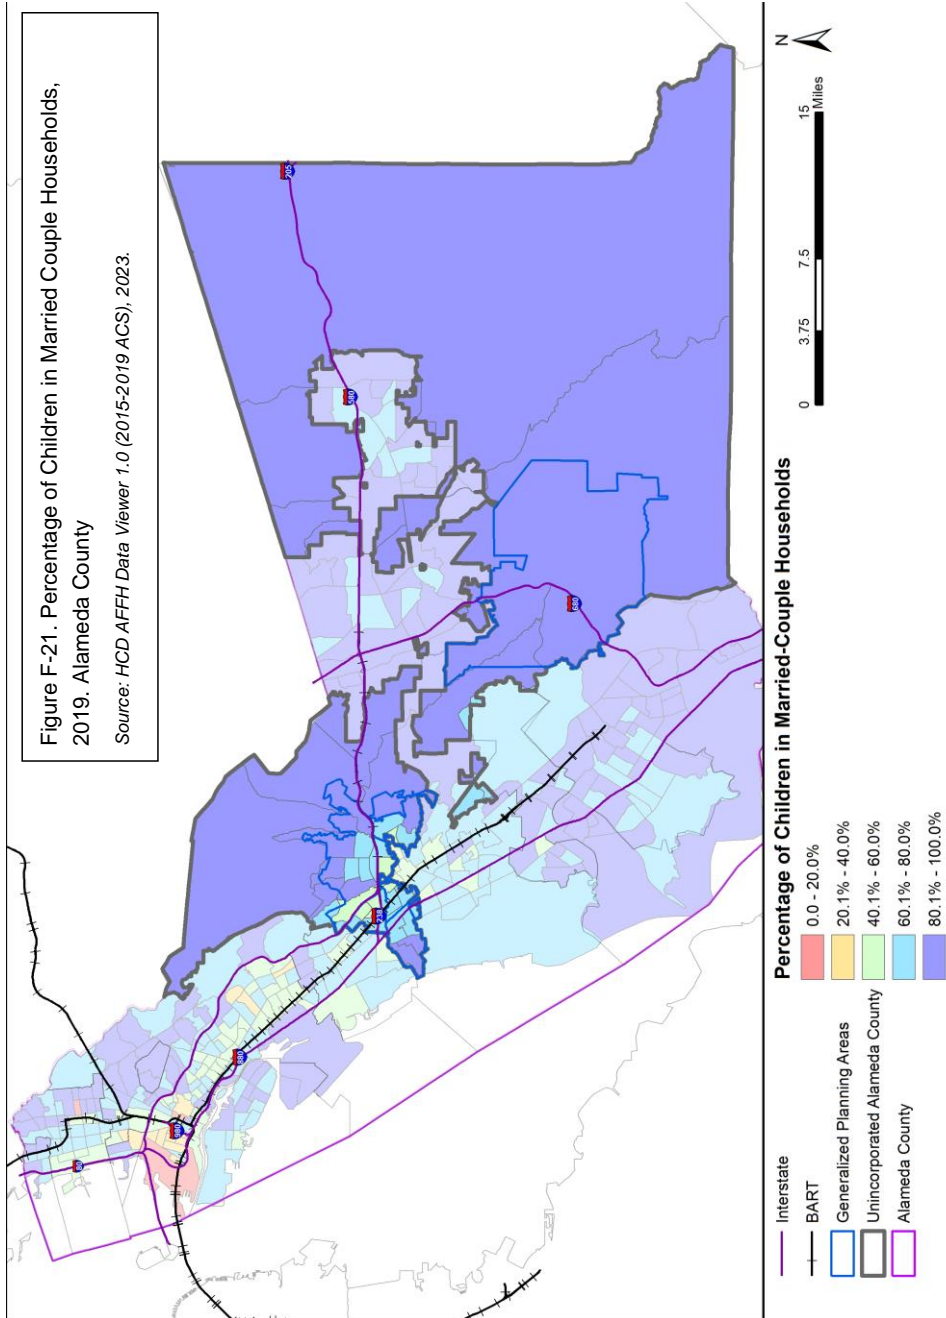 Figure F-21. Percentage of Children in Married Couple Households,
2019. Alameda County
Source: HCD AFFH Data Viewer 1.0 (2015-2019 ACS), 2023.
80
980
880
238
680
580
205
Interstate
BART
Generalized Planning Areas
Unincorporated Alameda County
Alameda County
Percentage of Children in Married-Couple Households
0.0 - 20.0%
20.1% - 40.0%
40.1% - 60.0%
60.1% - 80.0%
80.1% - 100.0%
0 3.75 7.5 15
Miles
N